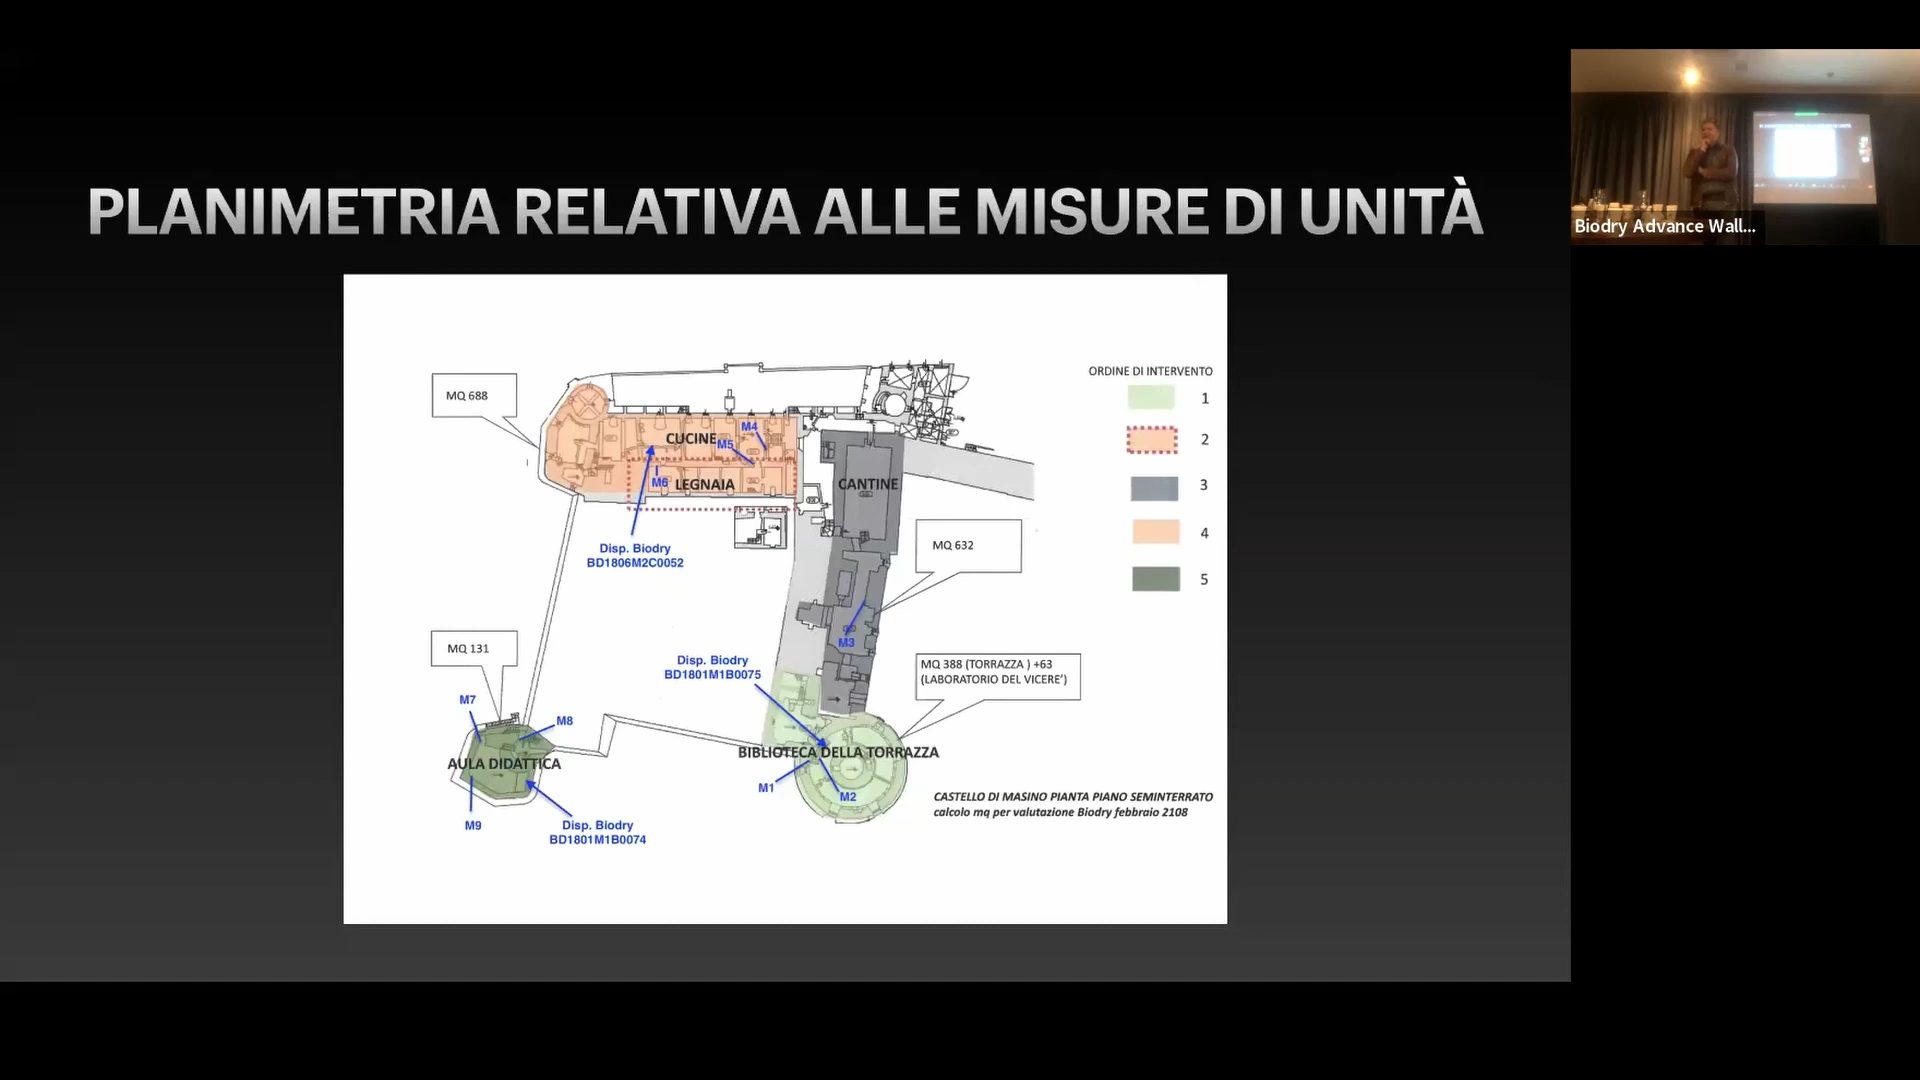 PLANIMETRIA RELATIVA ALLE MISURE DI UNITÀ
Biodry Advance Wall...
ORDINE DI INTERVENTO
1
2
3
4
5
MQ 688
CUCINE
M4
M5
M6
LEGNAIA
CANTINE
Disp. Biodry
BD1806M2C0052
MQ 632
M3
MQ 131
Disp. Biodry
BD1801M1B0075
MQ 388 (TORRAZZA ) +63
(LABORATORIO DEL VICERE')
M7
M8
AULA DIDATTICA
BIBLIOTECA DELLA TORRAZZA
M1
M2
M9
Disp. Biodry
BD1801M1B0074
CASTELLO DI MASINO PIANTA PIANO SEMINTERRATO
calcolo mq per valutazione Biodry febbraio 2108